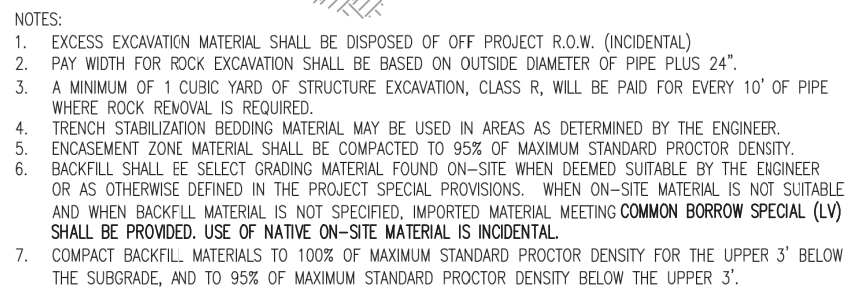 NOTES:
1. EXCESS EXCAVATION MATERIAL SHALL BE DISPOSED OF OFF PROJECT R.O.W. (INCIDENTAL)
2. PAY WIDTH FOR ROCK EXCAVATION SHALL BE BASED ON OUTSIDE DIAMETER OF PIPE PLUS 24".
3. A MINIMUM OF 1 CUBIC YARD OF STRUCTURE EXCAVATION, CLASS R, WILL BE PAID FOR EVERY 10' OF PIPE
WHERE ROCK REMOVAL IS REQUIRED.
4. TRENCH STABILIZATION BEDDING MATERIAL MAY BE USED IN AREAS AS DETERMINED BY THE ENGINEER.
5. ENCASEMENT ZONE MATERIAL SHALL BE COMPACTED TO 95% OF MAXIMUM STANDARD PROCTOR DENSITY.
6. BACKFILL SHALL BE SELECT GRADING MATERIAL FOUND ON-SITE WHEN DEEMED SUITABLE BY THE ENGINEER
OR AS OTHERWISE DEFINED IN THE PROJECT SPECIAL PROVISIONS. WHEN ON-SITE MATERIAL IS NOT SUITABLE
AND WHEN BACKFILL MATERIAL IS NOT SPECIFIED, IMPORTED MATERIAL MEETING COMMON BORROW SPECIAL (LV)
SHALL BE PROVIDED. USE OF NATIVE ON-SITE MATERIAL IS INCIDENTAL.
7. COMPACT BACKFILL MATERIALS TO 100% OF MAXIMUM STANDARD PROCTOR DENSITY FOR THE UPPER 3' BELOW
THE SUBGRADE, AND TO 95% OF MAXIMUM STANDARD PROCTOR DENSITY BELOW THE UPPER 3'.